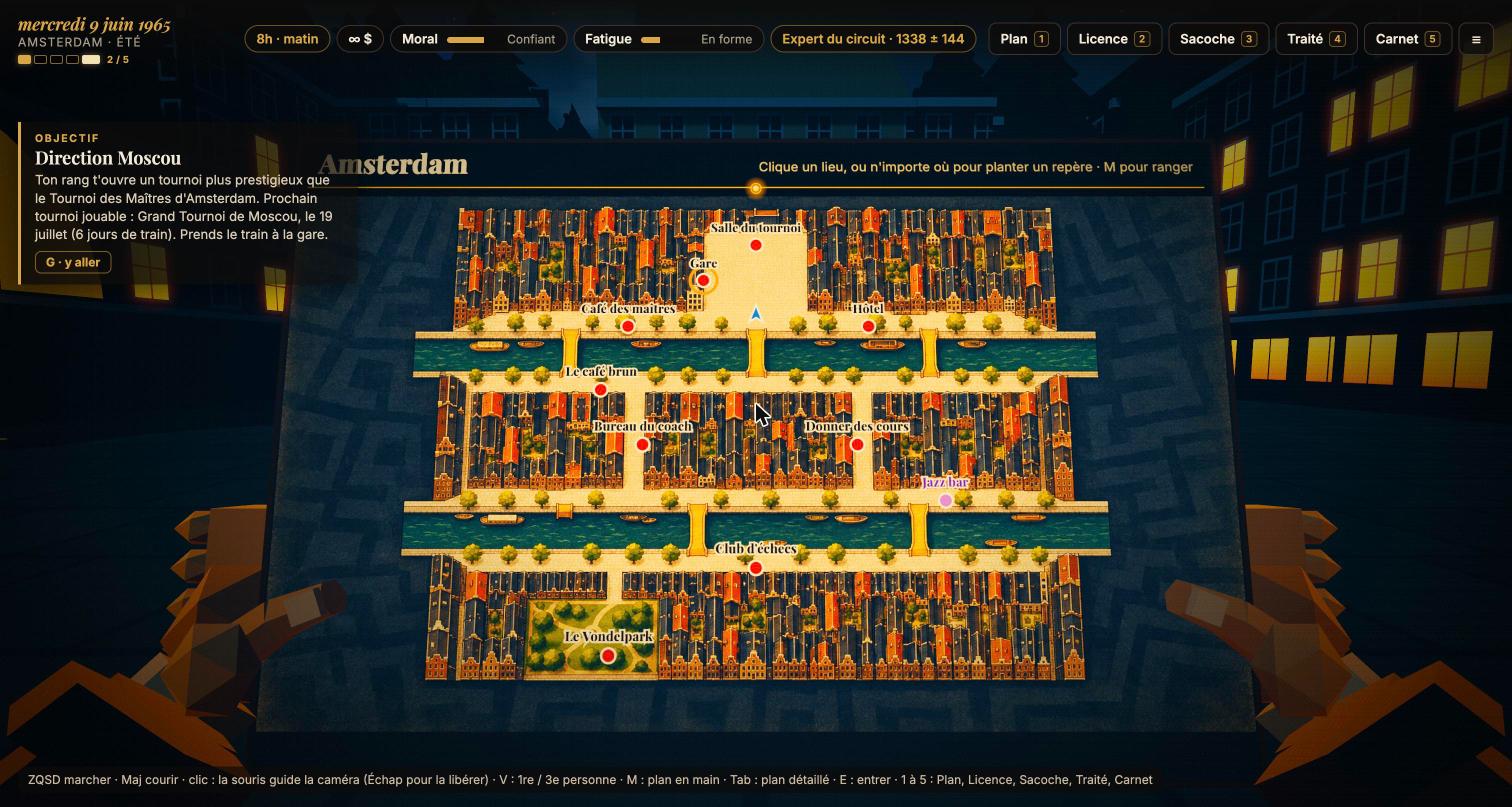 mercredi 9 juin 1965
AMSTERDAM · ÉTÉ
2 / 5
8h · matin
∞ $
Moral Confiant
Fatigue En forme
Expert du circuit · 1338 ± 144
Plan 1
Licence 2
Sacoche 3
Traité 4
Carnet 5
≡
OBJECTIF
Direction Moscou
Ton rang t'ouvre un tournoi plus prestigieux que
le Tournoi des Maîtres d'Amsterdam. Prochain
tournoi jouable : Grand Tournoi de Moscou, le 19
juillet (6 jours de train). Prends le train à la gare.
G · y aller
Amsterdam
Clique un lieu, ou n'importe où pour planter un repère · M pour ranger
Salle du tournoi
Gare
Café des maîtres
Hôtel
Le café brun
Bureau du coach
Donner des cours
Jazz bar
Club d'échecs
Le Vondelpark
ZQSD marcher · Maj courir · clic : la souris guide la caméra (Échap pour la libérer) · V : 1re / 3e personne · M : plan en main · Tab : plan détaillé · E : entrer · 1 à 5 : Plan, Licence, Sacoche, Traité, Carnet